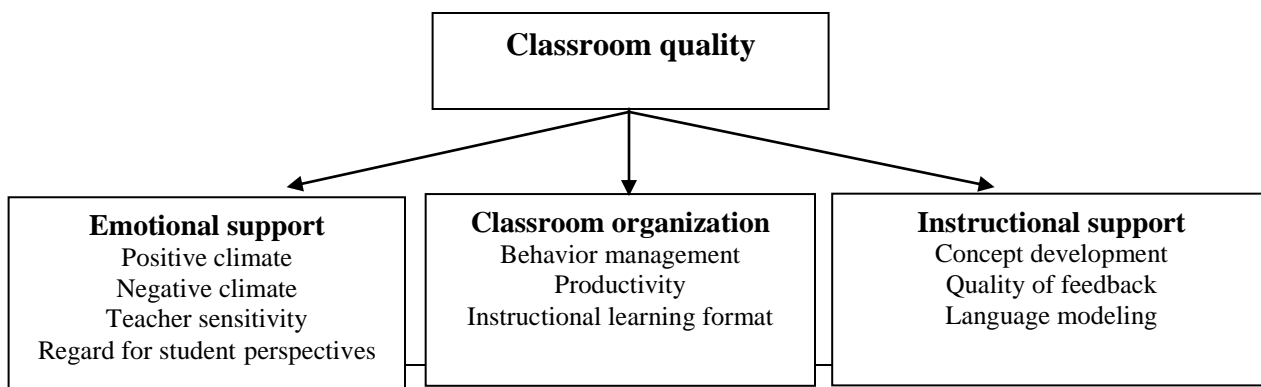 Classroom quality
Emotional support
Positive climate
Negative climate
Teacher sensitivity
Regard for student perspectives
Classroom organization
Behavior management
Productivity
Instructional learning format
Instructional support
Concept development
Quality of feedback
Language modeling